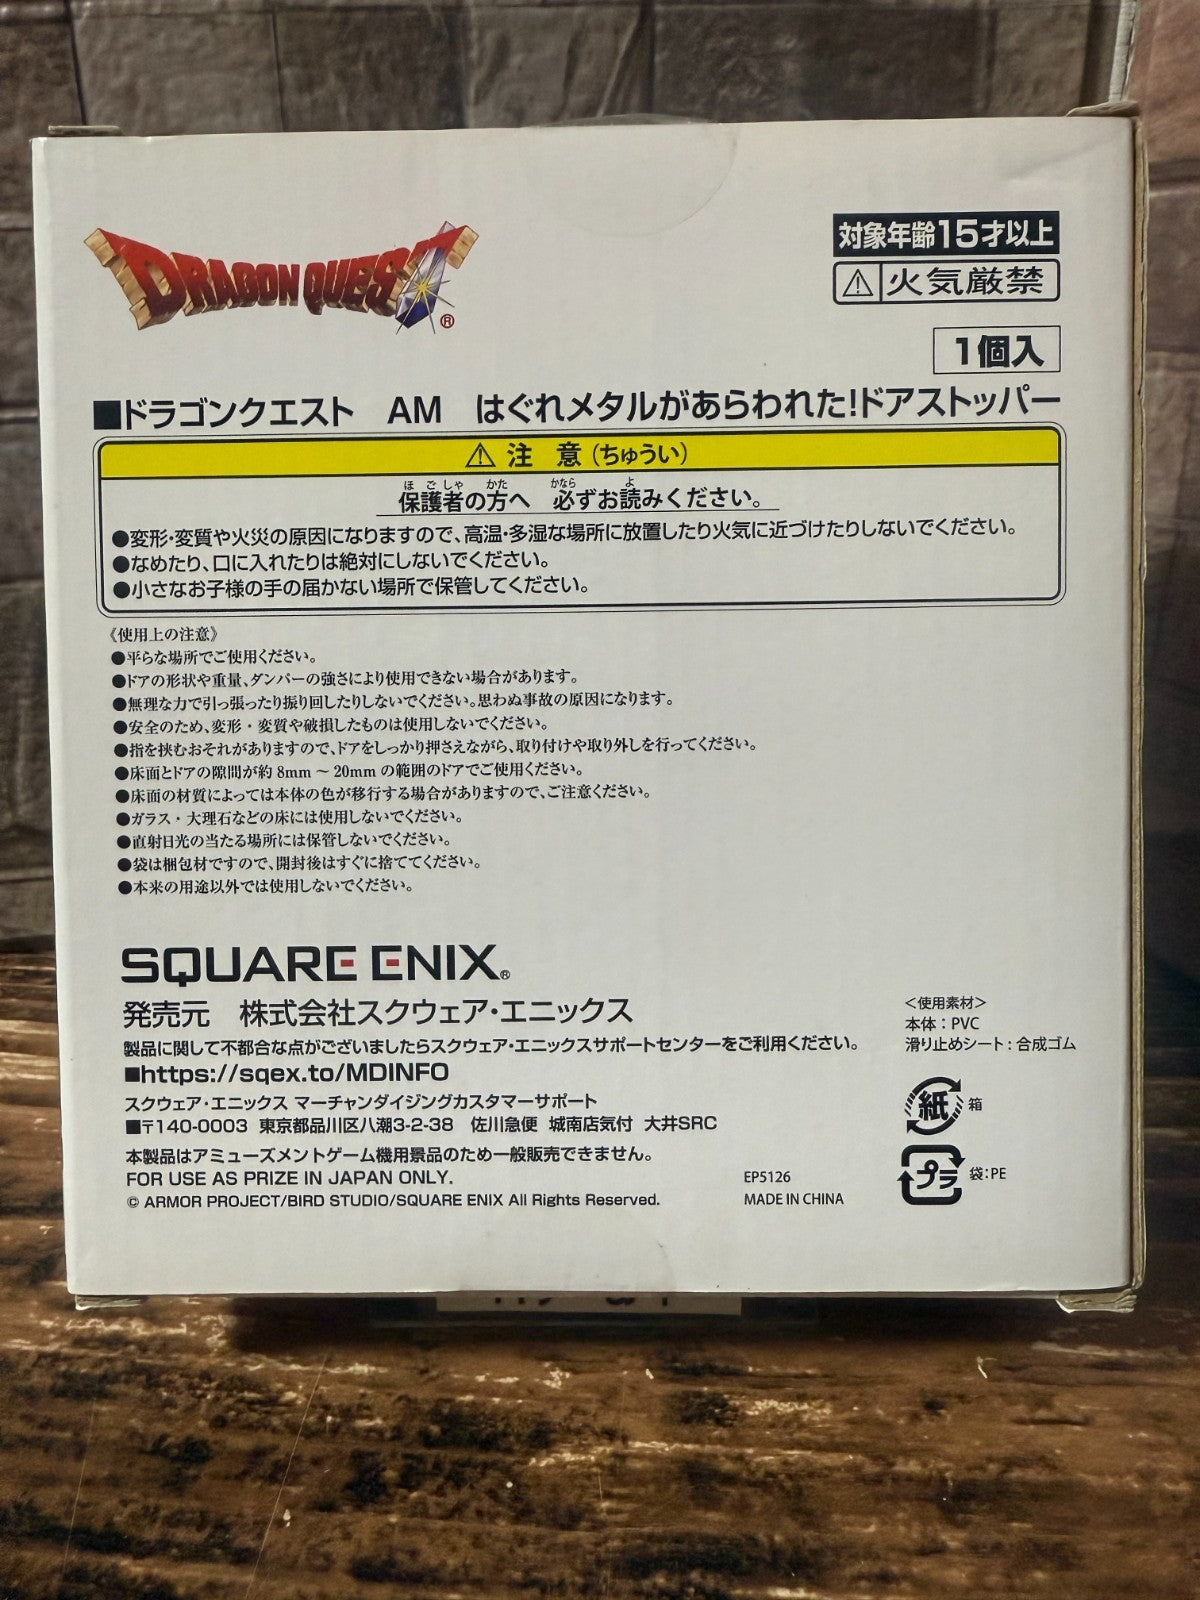 DRAGON QUEST®
対象年齢15才以上
⚠火気厳禁
1個入
■ドラゴンクエスト AM はぐれメタルがあらわれた!ドアストッパー
⚠ 注 意(ちゅうい)
保護者の方へ 必ずお読みください。
●変形・変質や火災の原因になりますので、高温・多湿な場所に放置したり火気に近づけたりしないでください。
●なめたり、口に入れたりは絶対にしないでください。
●小さなお子様の手の届かない場所で保管してください。
《使用上の注意》
●平らな場所でご使用ください。
●ドアの形状や重量、ダンパーの強さにより使用できない場合があります。
●無理な力で引っ張ったり振り回したりしないでください。思わぬ事故の原因になります。
●安全のため、変形・変質や破損したものは使用しないでください。
●指を挟むおそれがありますので、ドアをしっかり押さえながら、取り付けや取り外しを行ってください。
●床面とドアの隙間が約 8mm ~ 20mm の範囲のドアでご使用ください。
●床面の材質によっては本体の色が移行する場合がありますので、ご注意ください。
●ガラス・大理石などの床には使用しないでください。
●直射日光の当たる場所には保管しないでください。
●袋は梱包材ですので、開封後はすぐに捨ててください。
●本来の用途以外では使用しないでください。
SQUARE ENIX®
発売元 株式会社スクウェア・エニックス
製品に関して不都合な点がございましたらスクウェア・エニックスサポートセンターをご利用ください。
■https://sqex.to/MDINFO
スクウェア・エニックス マーチャンダイジングカスタマーサポート
■〒140-0003 東京都品川区八潮3-2-38 佐川急便 城南店気付 大井SRC
本製品はアミューズメントゲーム機用景品のため一般販売できません。
FOR USE AS PRIZE IN JAPAN ONLY.
© ARMOR PROJECT/BIRD STUDIO/SQUARE ENIX All Rights Reserved.
EP5126
MADE IN CHINA
<使用素材>
本体：PVC
滑り止めシート：合成ゴム
紙 箱
プラ 袋：PE